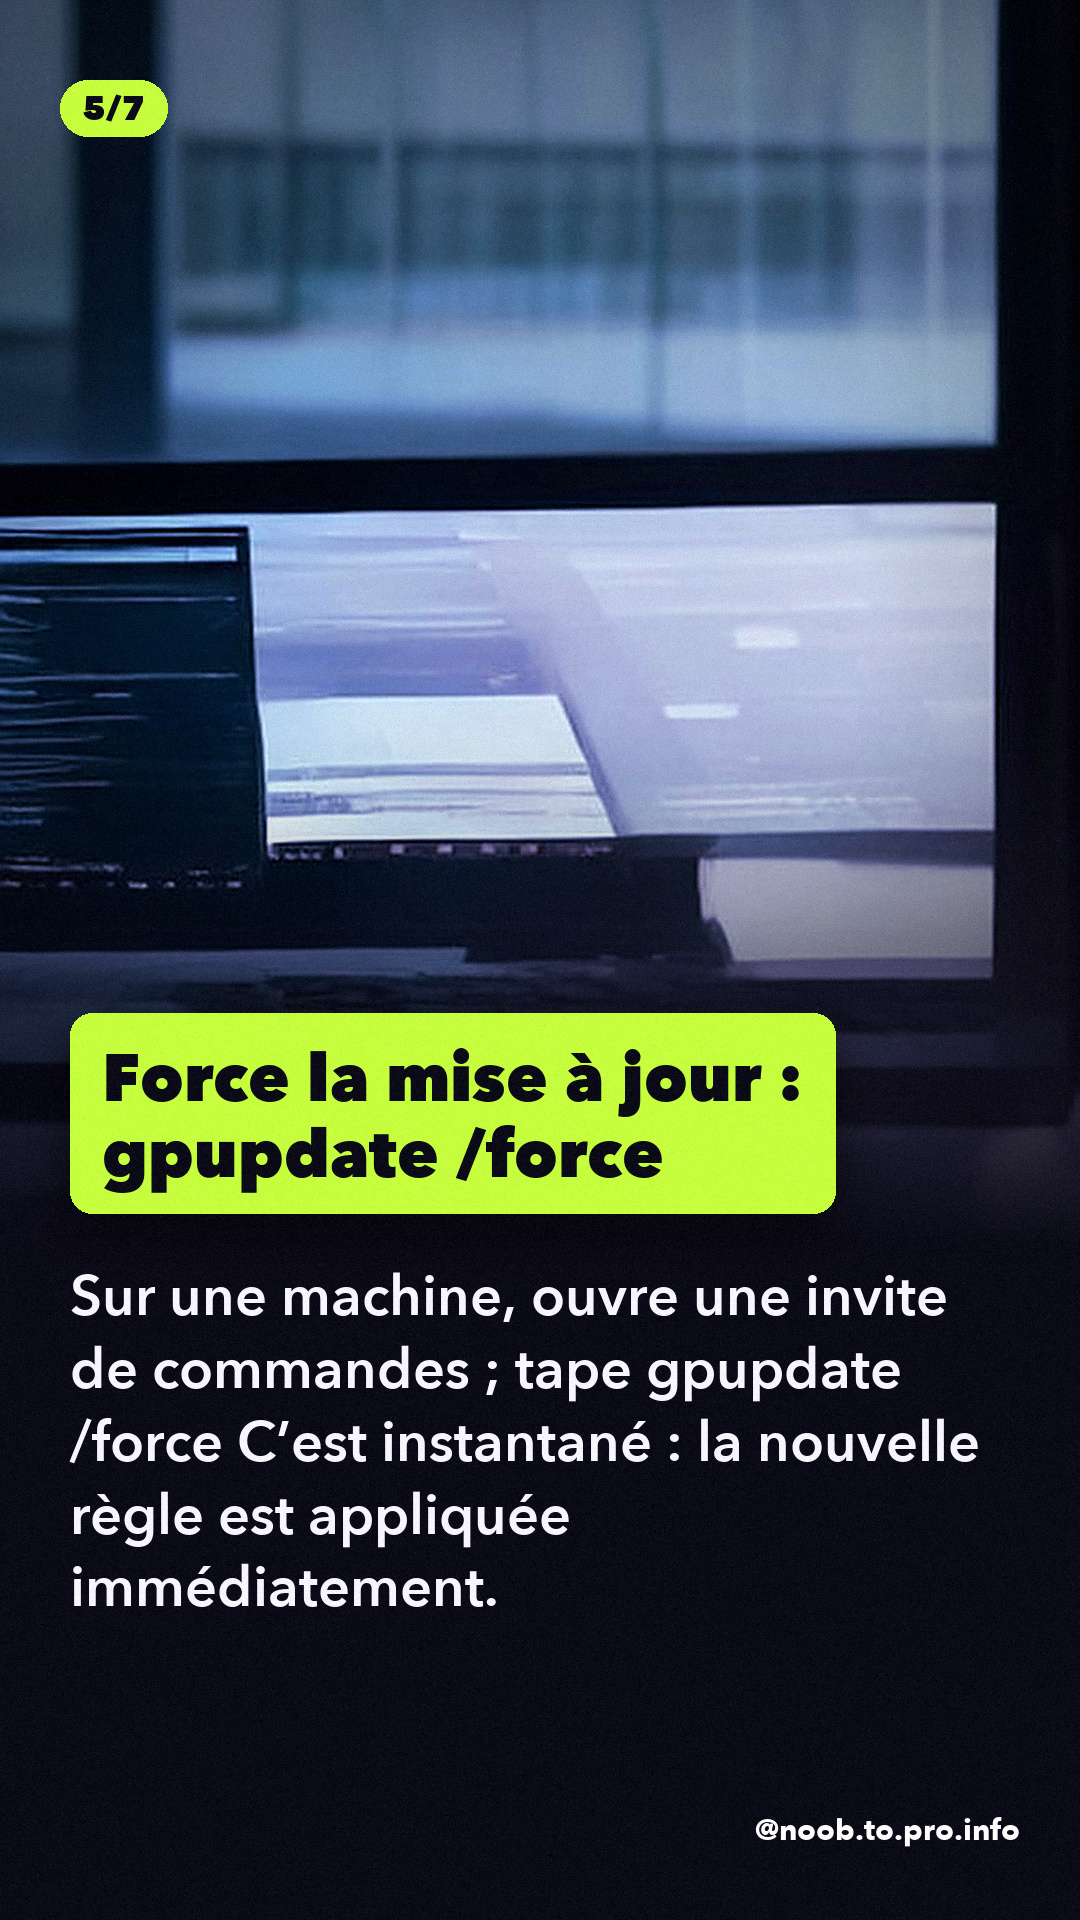 5/7
Force la mise à jour :
gpupdate /force
Sur une machine, ouvre une invite
de commandes ; tape gpupdate
/force C’est instantané : la nouvelle
règle est appliquée
immédiatement.
@noob.to.pro.info